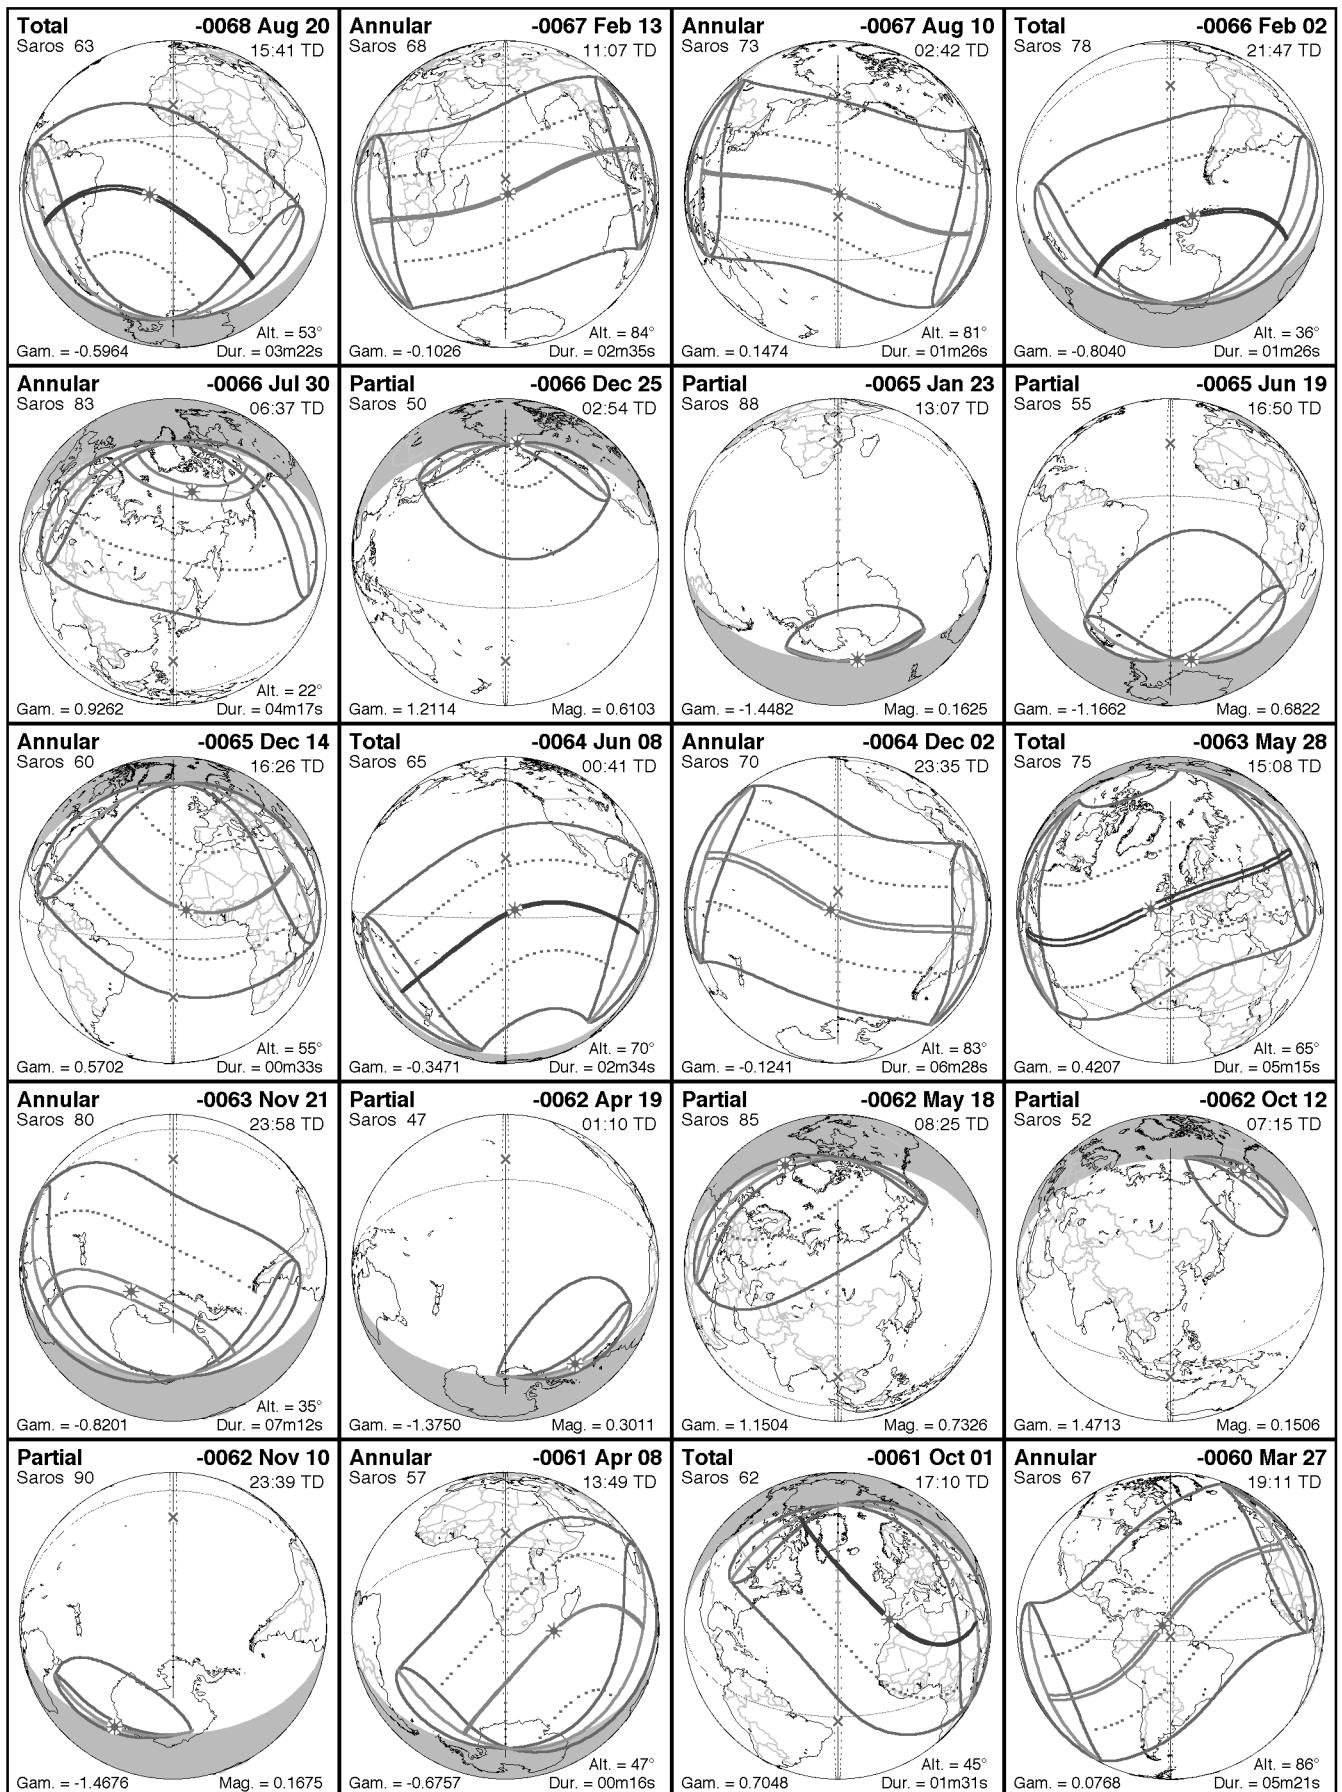 Total -0068 Aug 20
Saros 63 15:41 TD
Alt. = 53°
Gam. = -0.5964 Dur. = 03m22s
Annular -0067 Feb 13
Saros 68 11:07 TD
Alt. = 84°
Gam. = -0.1026 Dur. = 02m35s
Annular -0067 Aug 10
Saros 73 02:42 TD
Alt. = 81°
Gam. = 0.1474 Dur. = 01m26s
Total -0066 Feb 02
Saros 78 21:47 TD
Alt. = 36°
Gam. = -0.8040 Dur. = 01m26s
Annular -0066 Jul 30
Saros 83 06:37 TD
Alt. = 22°
Gam. = 0.9262 Dur. = 04m17s
Partial -0066 Dec 25
Saros 50 02:54 TD
Gam. = 1.2114 Mag. = 0.6103
Partial -0065 Jan 23
Saros 88 13:07 TD
Gam. = -1.4482 Mag. = 0.1625
Partial -0065 Jun 19
Saros 55 16:50 TD
Gam. = -1.1662 Mag. = 0.6822
Annular -0065 Dec 14
Saros 60 16:26 TD
Alt. = 55°
Gam. = 0.5702 Dur. = 00m33s
Total -0064 Jun 08
Saros 65 00:41 TD
Alt. = 70°
Gam. = -0.3471 Dur. = 02m34s
Annular -0064 Dec 02
Saros 70 23:35 TD
Alt. = 83°
Gam. = -0.1241 Dur. = 06m28s
Total -0063 May 28
Saros 75 15:08 TD
Alt. = 65°
Gam. = 0.4207 Dur. = 05m15s
Annular -0063 Nov 21
Saros 80 23:58 TD
Alt. = 35°
Gam. = -0.8201 Dur. = 07m12s
Partial -0062 Apr 19
Saros 47 01:10 TD
Gam. = -1.3750 Mag. = 0.3011
Partial -0062 May 18
Saros 85 08:25 TD
Gam. = 1.1504 Mag. = 0.7326
Partial -0062 Oct 12
Saros 52 07:15 TD
Gam. = 1.4713 Mag. = 0.1506
Partial -0062 Nov 10
Saros 90 23:39 TD
Gam. = -1.4676 Mag. = 0.1675
Annular -0061 Apr 08
Saros 57 13:49 TD
Alt. = 47°
Gam. = -0.6757 Dur. = 00m16s
Total -0061 Oct 01
Saros 62 17:10 TD
Alt. = 45°
Gam. = 0.7048 Dur. = 01m31s
Annular -0060 Mar 27
Saros 67 19:11 TD
Alt. = 86°
Gam. = 0.0768 Dur. = 05m21s